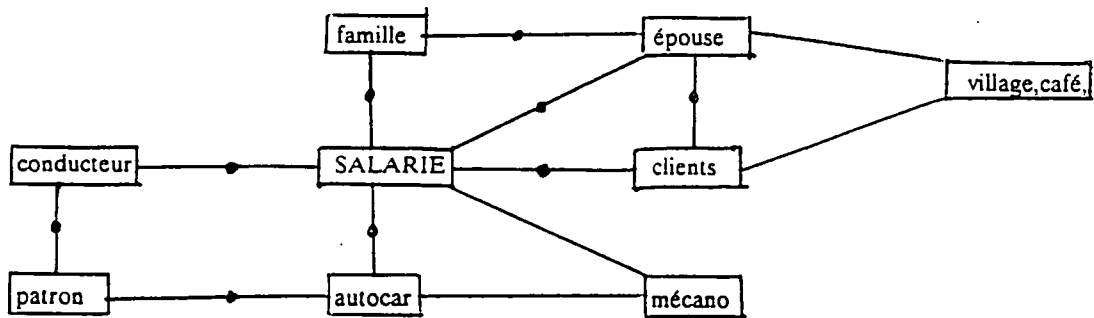 famille
épouse
village,café,
conducteur
SALARIE
clients
patron
autocar
mécano